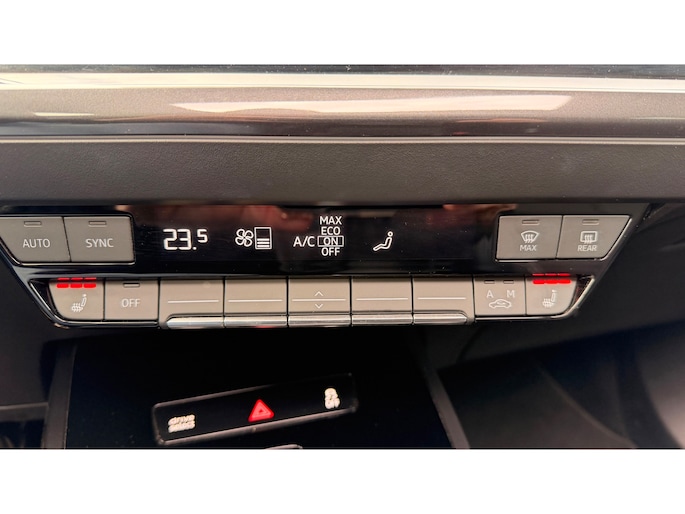 AUTO
SYNC
23.5
A/C
MAX
ECO
ON
OFF
MAX
REAR
OFF
A M